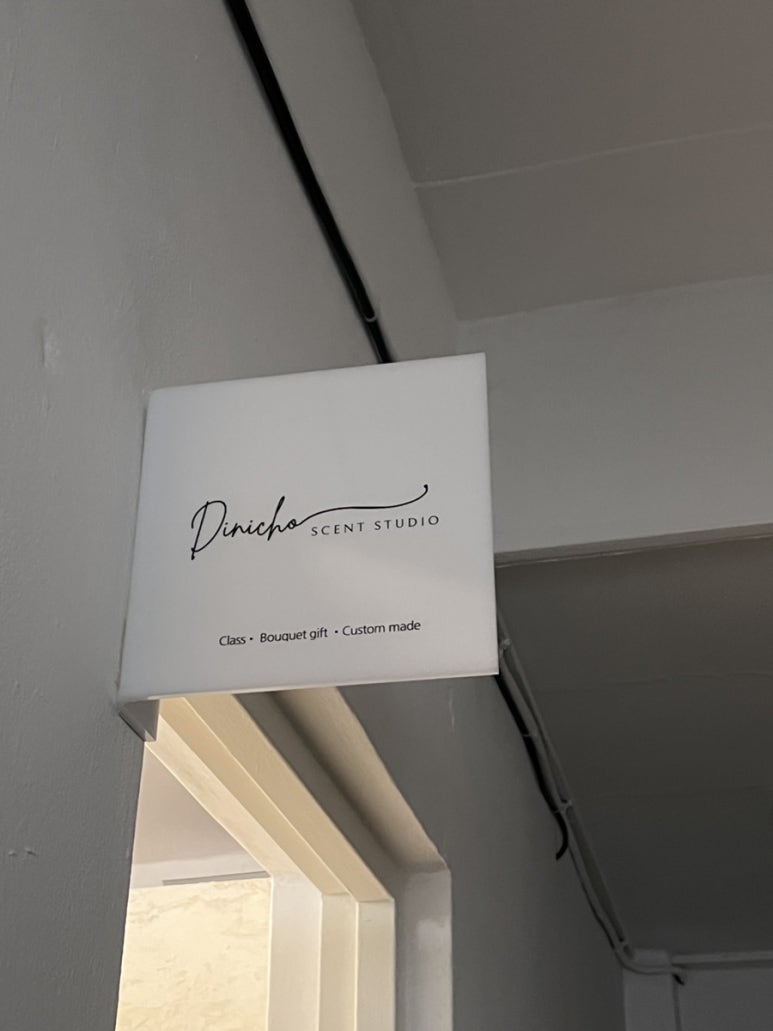 Dinicho SCENT STUDIO
Class • Bouquet gift • Custom made